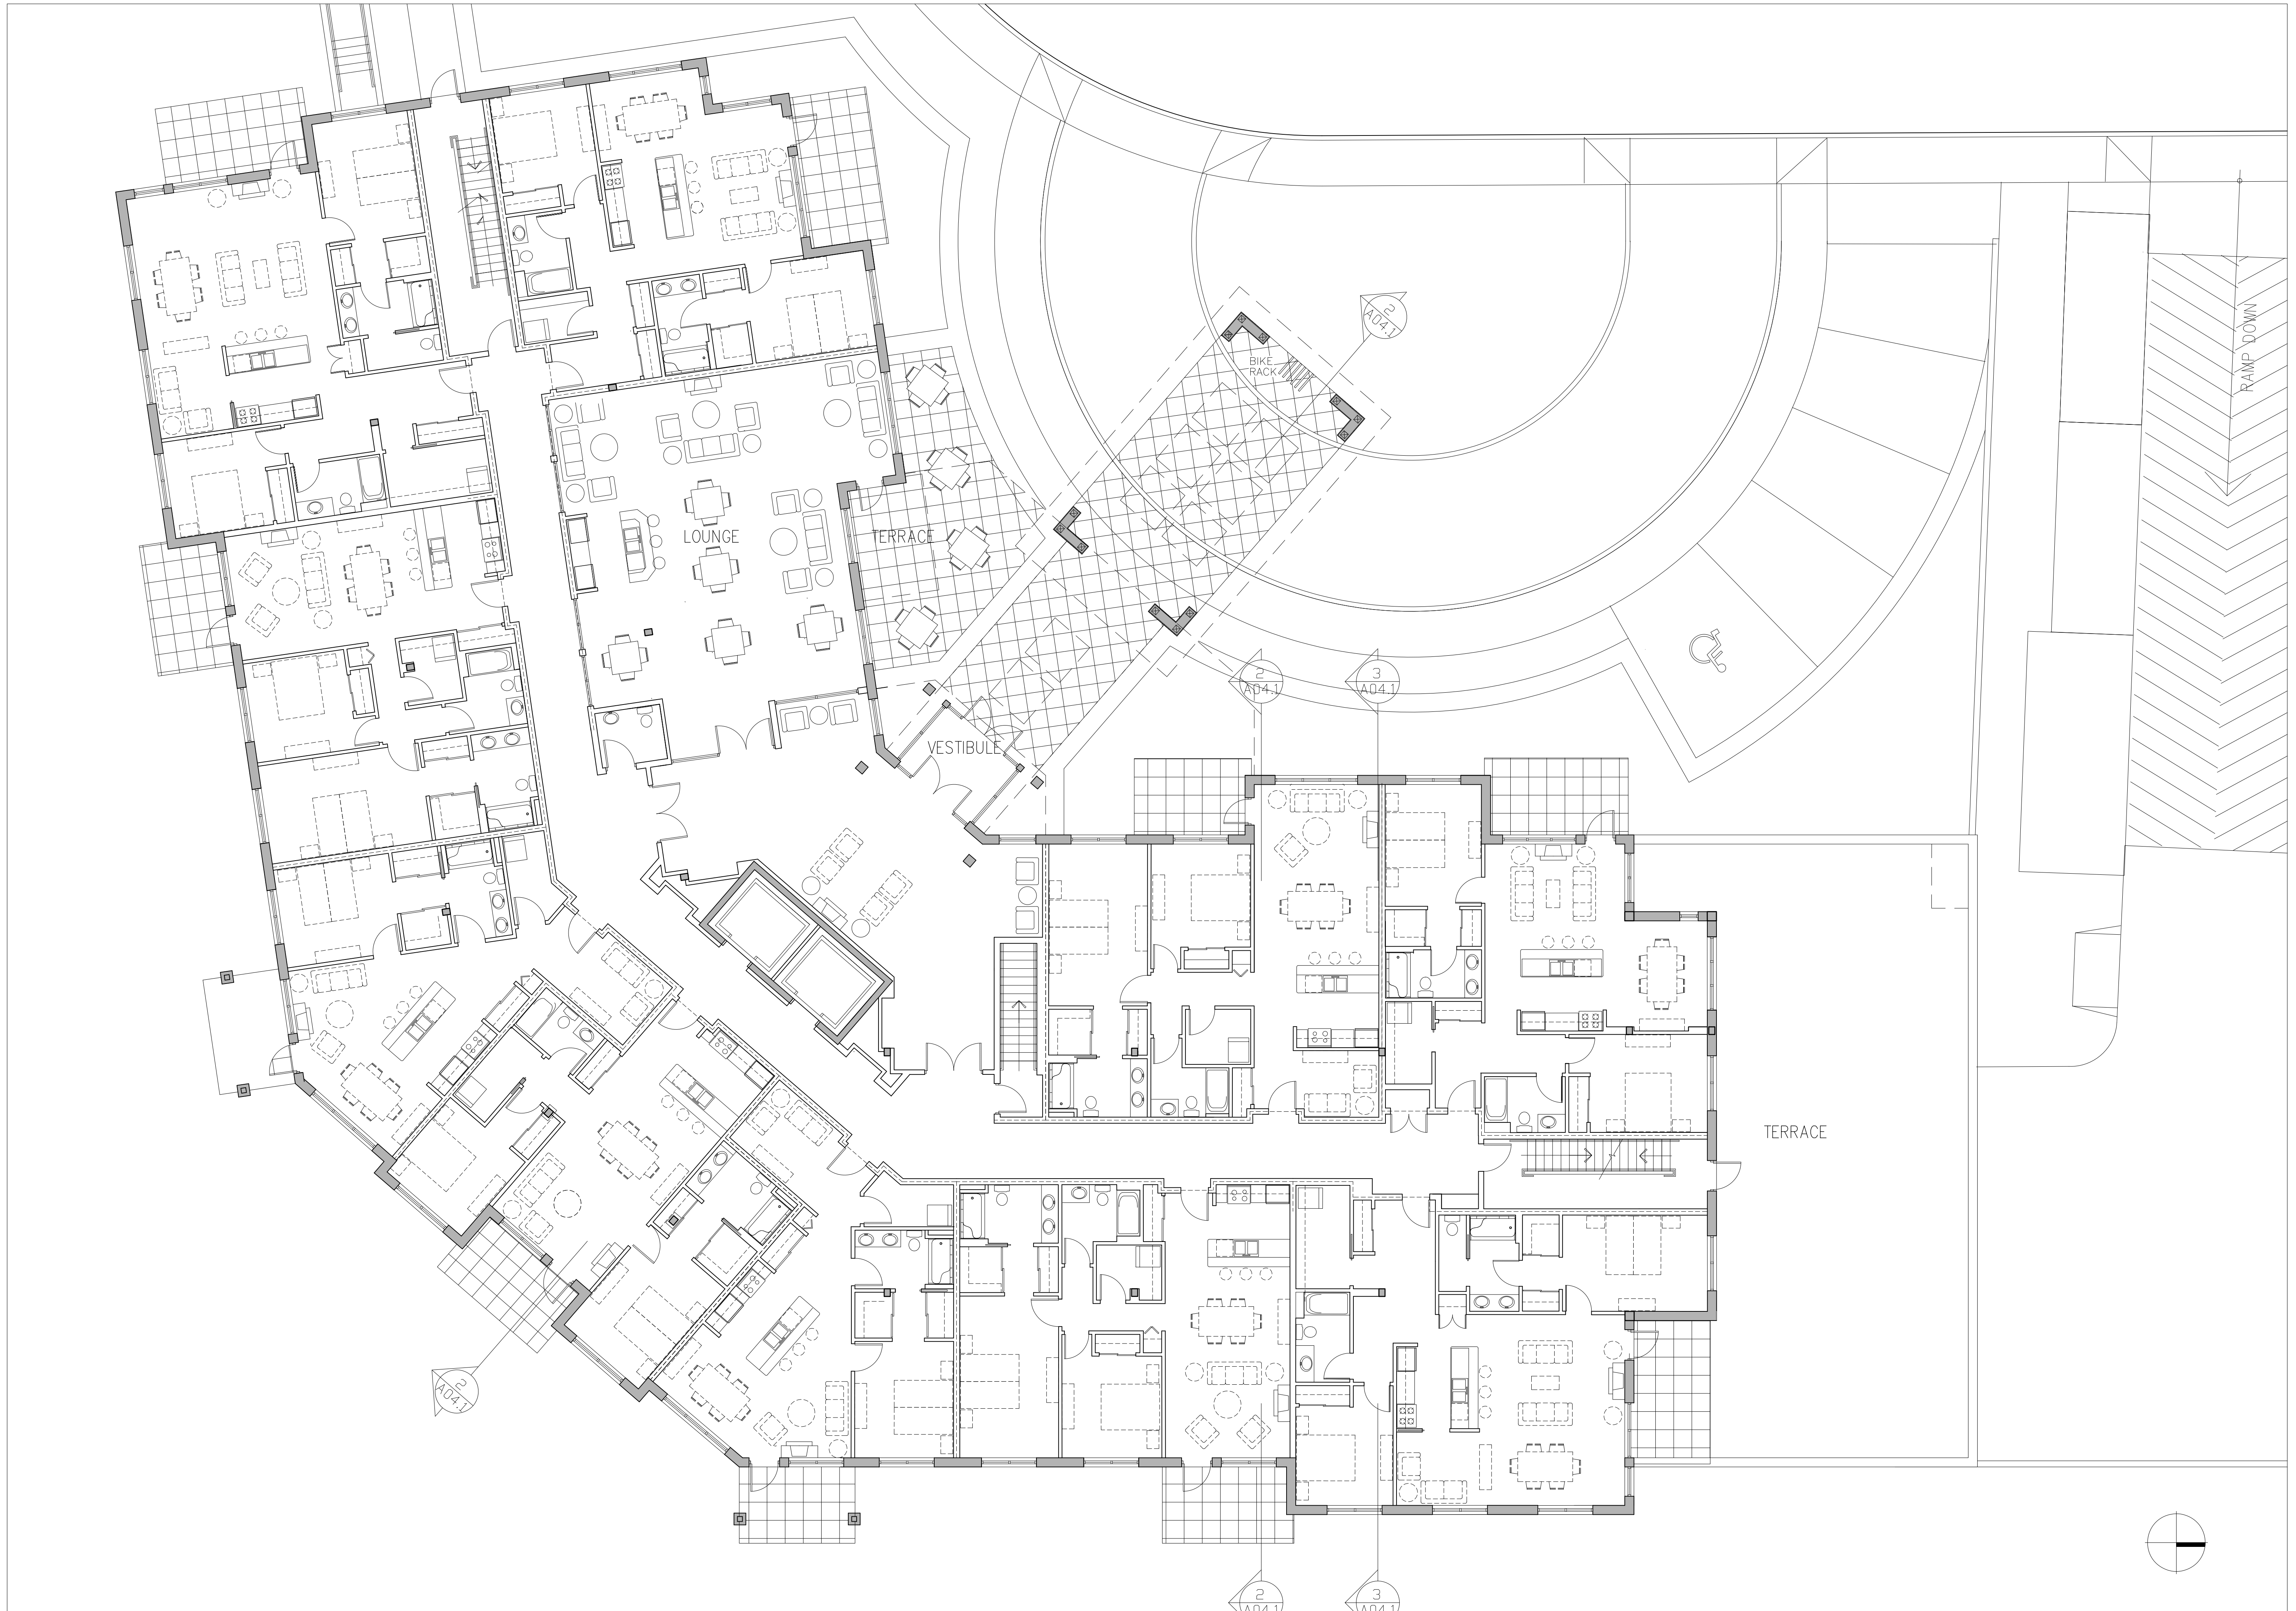 2
A04.1
BIKE
RACK
RAMP DOWN
LOUNGE
TERRACE
2
A04.1
3
A04.1
VESTIBULE
TERRACE
2
A04.1
2
A04.1
3
A04.1